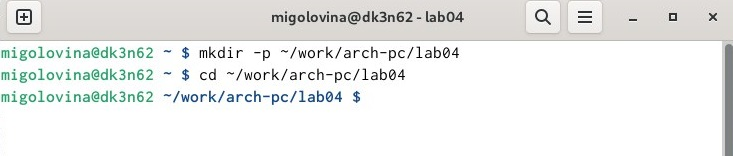 migolovina@dk3n62 - lab04
migolovina@dk3n62 ~ $ mkdir -p ~/work/arch-pc/lab04
migolovina@dk3n62 ~ $ cd ~/work/arch-pc/lab04
migolovina@dk3n62 ~/work/arch-pc/lab04 $